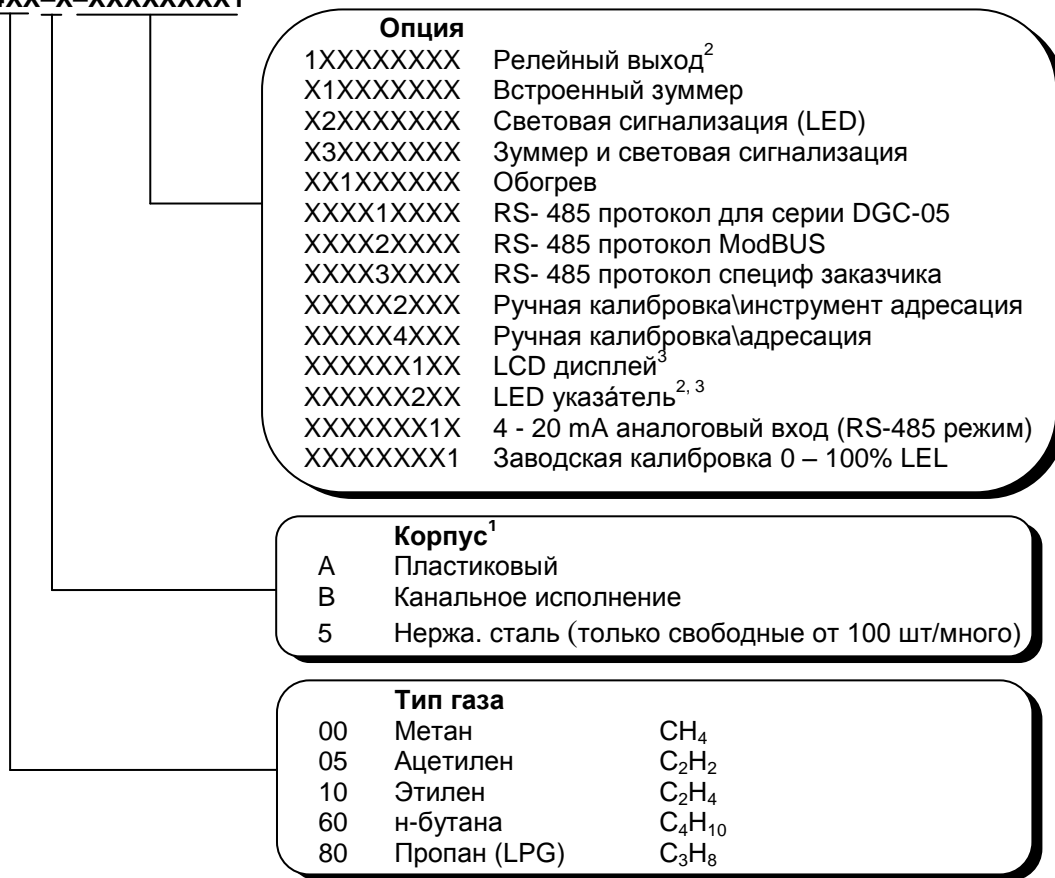 XX–X–XXXXXXXX1
Опция
1XXXXXXXX Релейный выход2
X1XXXXXXX Встроенный зуммер
X2XXXXXXX Световая сигнализация (LED)
X3XXXXXXX Зуммер и световая сигнализация
XX1XXXXXX Обогрев
XXXX1XXXX RS- 485 протокол для серии DGC-05
XXXX2XXXX RS- 485 протокол ModBUS
XXXX3XXXX RS- 485 протокол специф заказчика
XXXXX2XXX Ручная калибровка\инструмент адресация
XXXXX4XXX Ручная калибровка\адресация
XXXXXX1XX LCD дисплей3
XXXXXX2XX LED указáтель2, 3
XXXXXXX1X 4 - 20 mA аналоговый вход (RS-485 режим)
XXXXXXXX1 Заводская калибровка 0 – 100% LEL
Корпус1
A Пластиковый
B Канальное исполнение
5 Нержа. сталь (только свободные от 100 шт/много)
Тип газа
00 Метан CH4
05 Ацетилен C2H2
10 Этилен C2H4
60 н-бутана C4H10
80 Пропан (LPG) C3H8